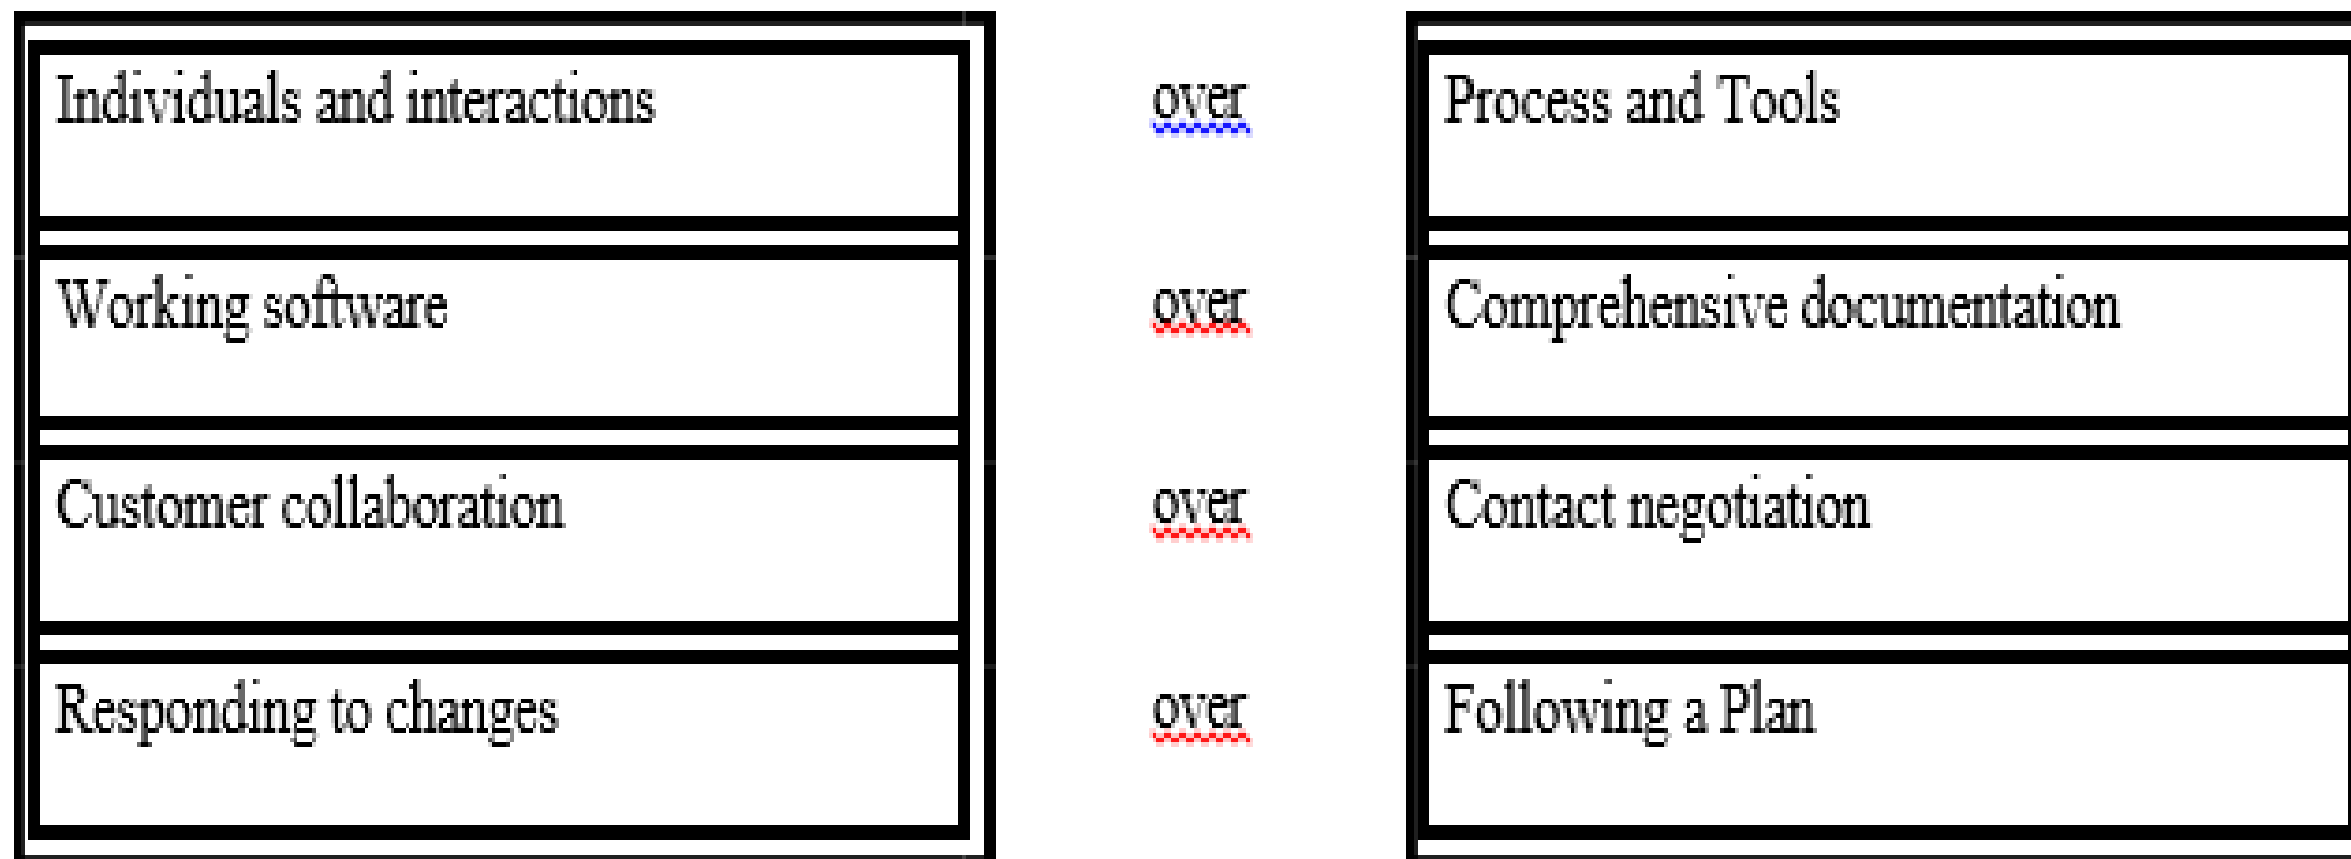 Individuals and interactions over Process and Tools
Working software over Comprehensive documentation
Customer collaboration over Contact negotiation
Responding to changes over Following a Plan